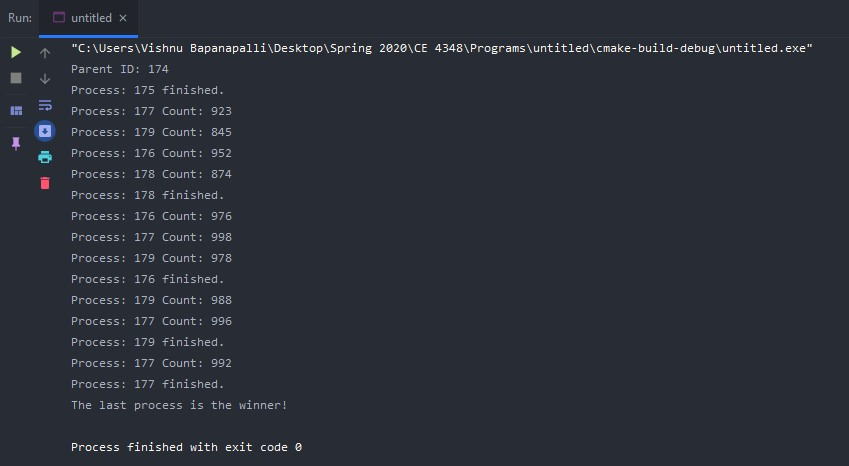 Run: untitled ×
"C:\Users\Vishnu Bapanapalli\Desktop\Spring 2020\CE 4348\Programs\untitled\cmake-build-debug\untitled.exe"
Parent ID: 174
Process: 175 finished.
Process: 177 Count: 923
Process: 179 Count: 845
Process: 176 Count: 952
Process: 178 Count: 874
Process: 178 finished.
Process: 176 Count: 976
Process: 177 Count: 998
Process: 179 Count: 978
Process: 176 finished.
Process: 179 Count: 988
Process: 177 Count: 996
Process: 179 finished.
Process: 177 Count: 992
Process: 177 finished.
The last process is the winner!
Process finished with exit code 0